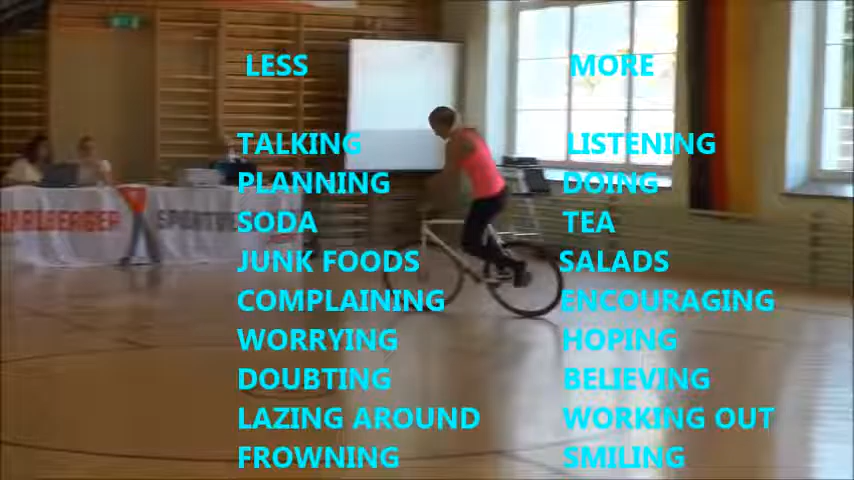 LESS MORE
TALKING LISTENING
PLANNING DOING
SODA TEA
JUNK FOODS SALADS
COMPLAINING ENCOURAGING
WORRYING HOPING
DOUBTING BELIEVING
LAZING AROUND WORKING OUT
FROWNING SMILING